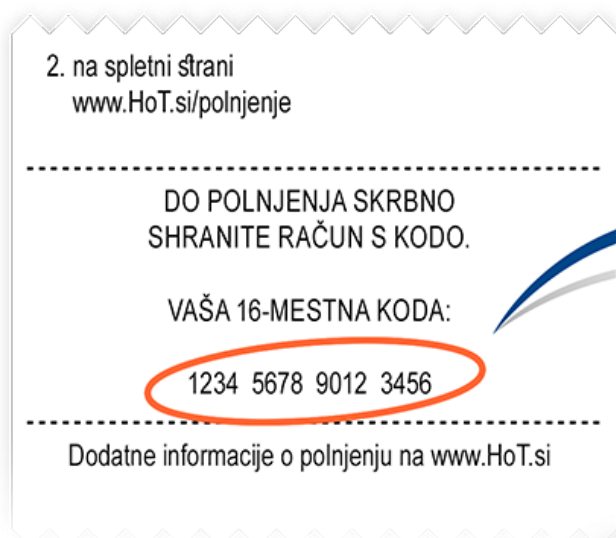 2. na spletni strani
www.HoT.si/polnjenje
DO POLNJENJA SKRBNO
SHRANITE RAČUN S KODO.
VAŠA 16-MESTNA KODA:
1234 5678 9012 3456
Dodatne informacije o polnjenju na www.HoT.si